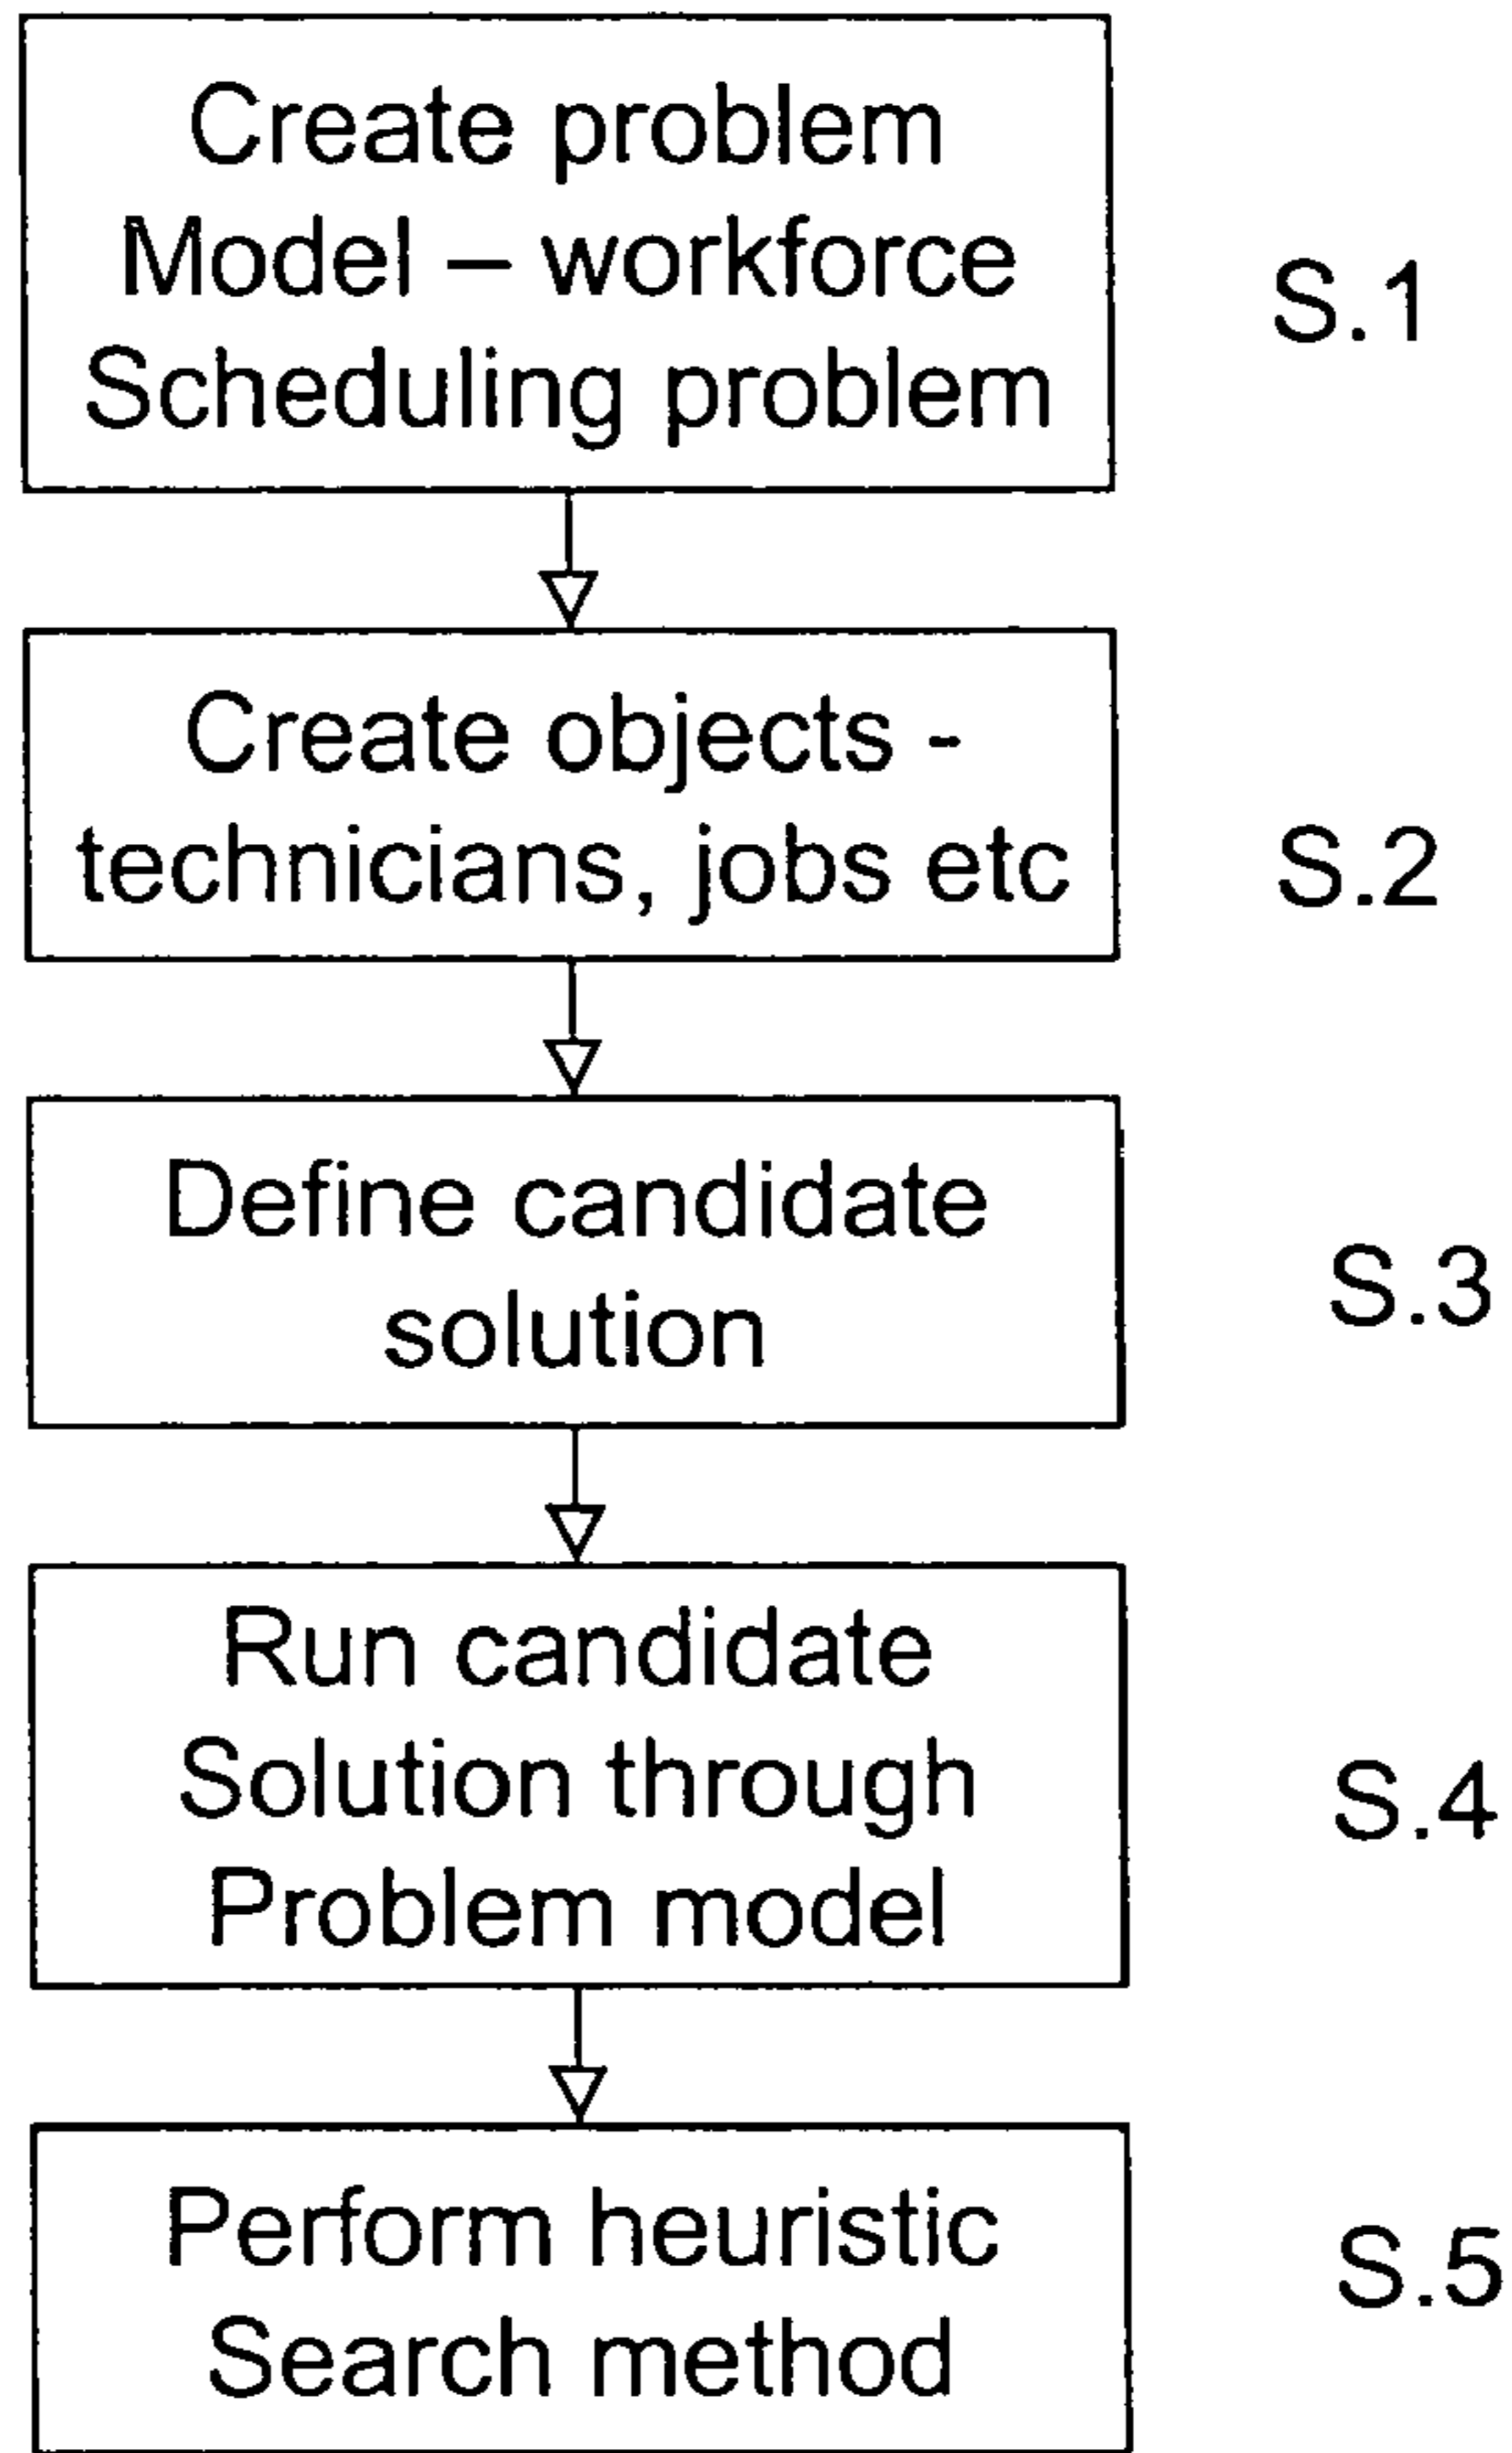 Create problem
Model – workforce
Scheduling problem
S.1
Create objects -
technicians, jobs etc
S.2
Define candidate
solution
S.3
Run candidate
Solution through
Problem model
S.4
Perform heuristic
Search method
S.5